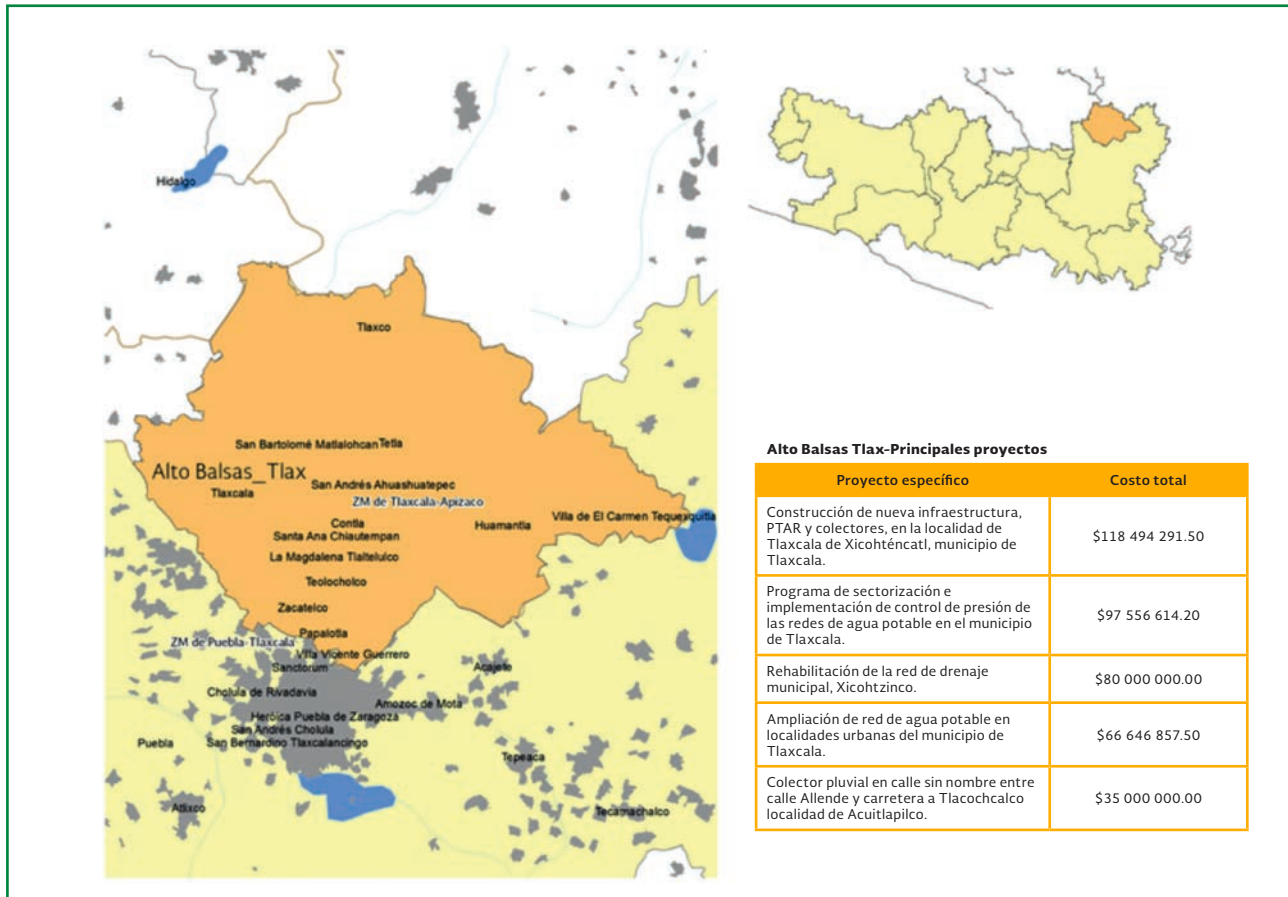 Hidalgo
Tlaxco
San Bartolomé Matlalohcan
Tetla
Alto Balsas_Tlax
San Andrés Ahuashuatepec
Tlaxcala
ZM de Tlaxcala-Apizaco
Contla
Huamantla
Villa de El Carmen Tequexquitla
Santa Ana Chiautempan
La Magdalena Tlaltelulco
Teolocholco
Zacatelco
Papalotla
ZM de Puebla-Tlaxcala
Villa Vicente Guerrero
Sanctorum
Acajete
Cholula de Rivadavia
Amozoc de Mota
Heróica Puebla de Zaragoza
San Andrés Cholula
Puebla
San Bernardino Tlaxcalancingo
Tepeaca
Atlixco
Tecamachalco
Alto Balsas Tlax-Principales proyectos
Proyecto específico
Costo total
Construcción de nueva infraestructura,
PTAR y colectores, en la localidad de
Tlaxcala de Xicohténcatl, municipio de
Tlaxcala.
$118 494 291.50
Programa de sectorización e
implementación de control de presión de
las redes de agua potable en el municipio
de Tlaxcala.
$97 556 614.20
Rehabilitación de la red de drenaje
municipal, Xicohtzinco.
$80 000 000.00
Ampliación de red de agua potable en
localidades urbanas del municipio de
Tlaxcala.
$66 646 857.50
Colector pluvial en calle sin nombre entre
calle Allende y carretera a Tlacochcalco
localidad de Acuitlapilco.
$35 000 000.00